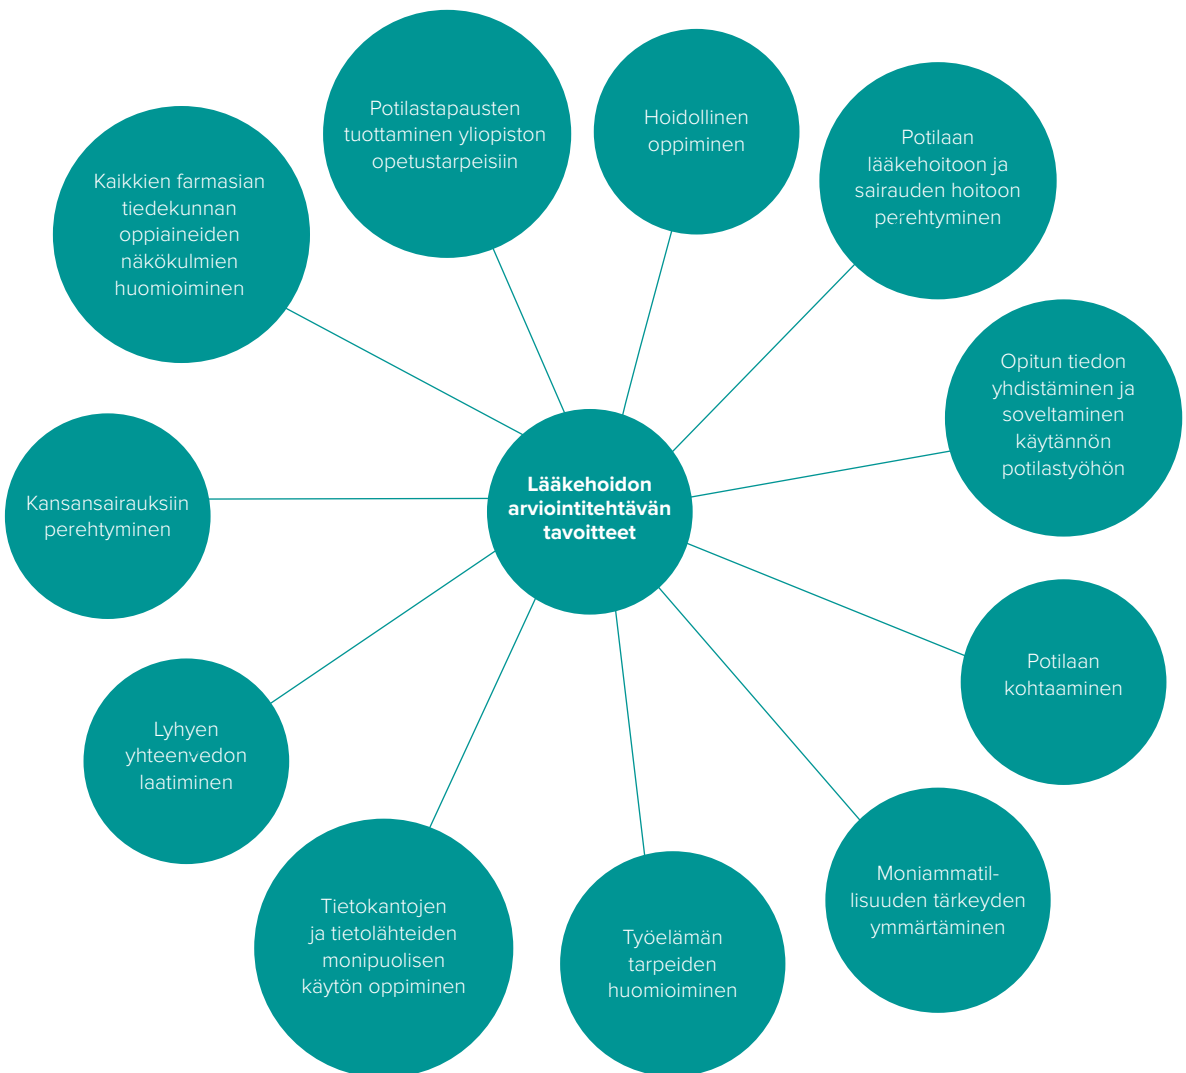 Potilastapausten
tuottaminen yliopiston
opetustarpeisiin
Hoidollinen
oppiminen
Potilaan
lääkehoitoon ja
sairauden hoitoon
perehtyminen
Kaikkien farmasian
tiedekunnan
oppiaineiden
näkökulmien
huomioiminen
Opitun tiedon
yhdistäminen ja
soveltaminen
käytännön
potilastyöhön
Lääkehoidon
arviointitehtävän
tavoitteet
Kansansairauksiin
perehtyminen
Potilaan
kohtaaminen
Lyhyen
yhteenvedon
laatiminen
Moniammatil-
lisuuden tärkeyden
ymmärtäminen
Tietokantojen
ja tietolähteiden
monipuolisen
käytön oppiminen
Työelämän
tarpeiden
huomioiminen